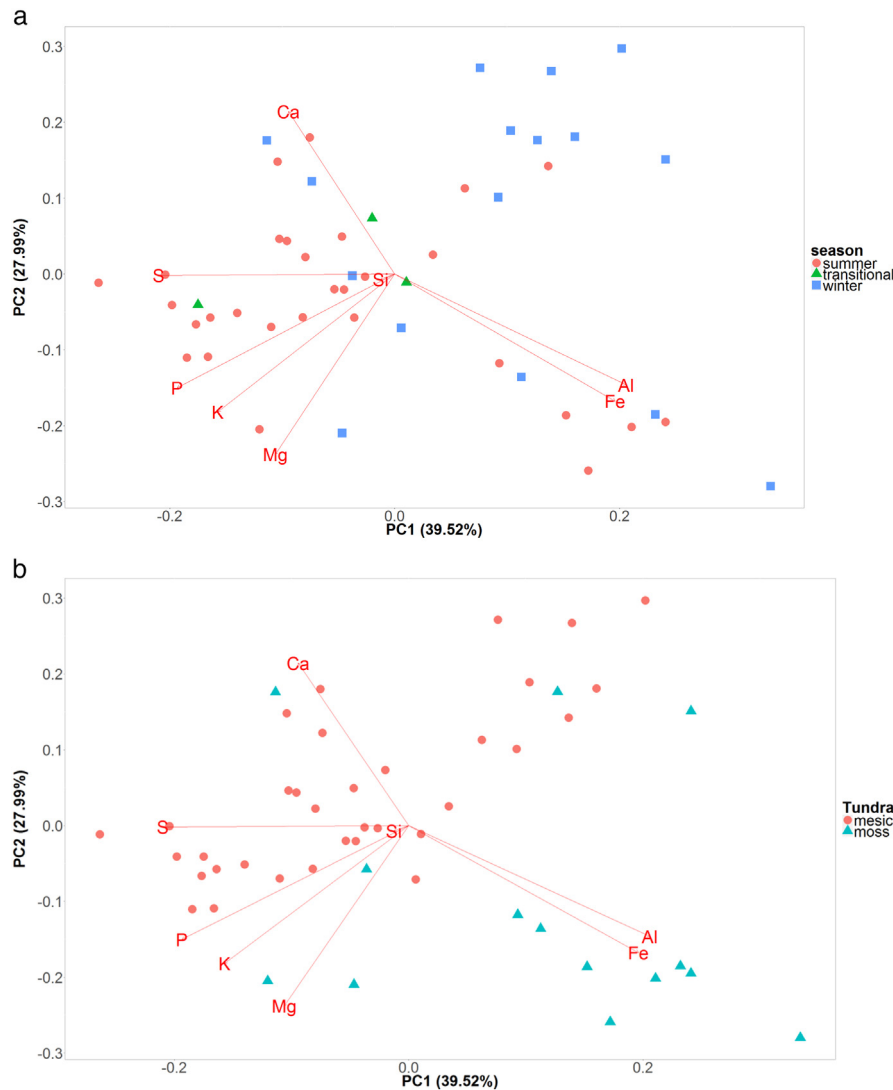 a
0.3
0.2
0.1
0.0
-0.1
-0.2
-0.3
PC2 (27.99%)
Ca
S
Si
P
K
Mg
Al
Fe
-0.2
0.0
0.2
PC1 (39.52%)
season
summer
transitional
winter
b
0.3
0.2
0.1
0.0
-0.1
-0.2
-0.3
PC2 (27.99%)
Ca
S
Si
P
K
Mg
Al
Fe
-0.2
0.0
0.2
PC1 (39.52%)
Tundra
mesic
moss